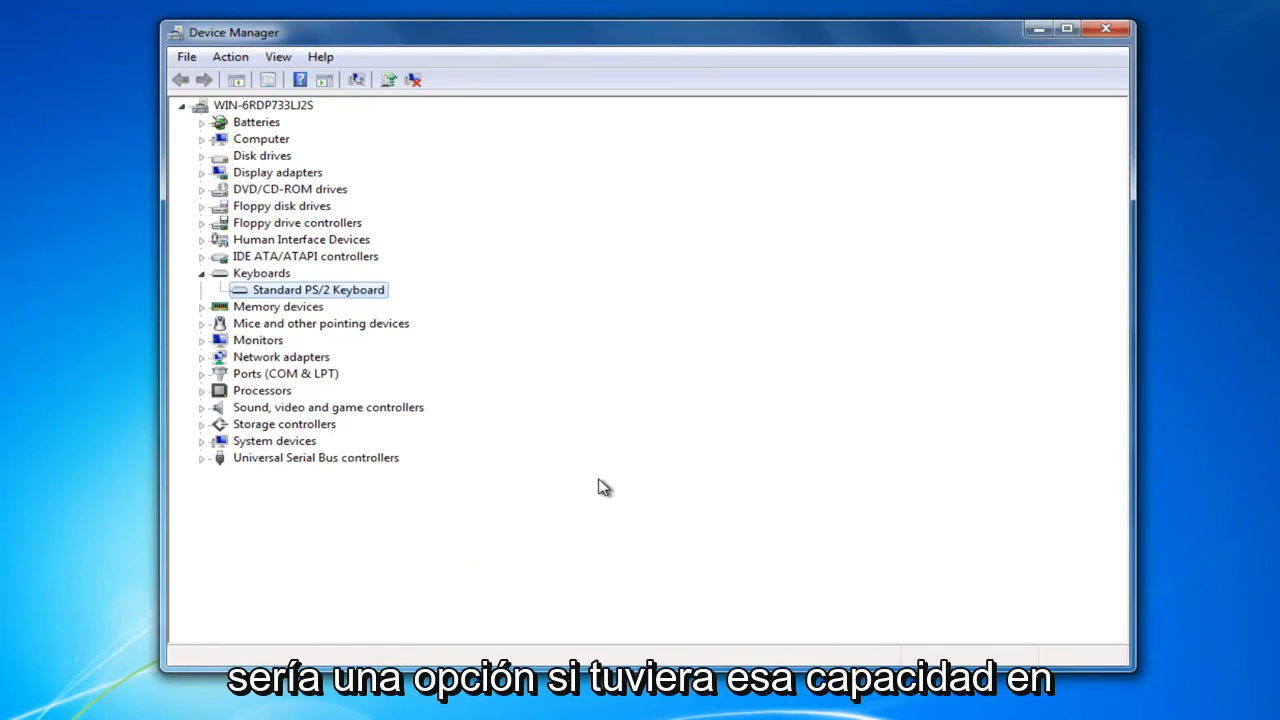 Device Manager
File Action View Help
WIN-6RDP733LJ2S
Batteries
Computer
Disk drives
Display adapters
DVD/CD-ROM drives
Floppy disk drives
Floppy drive controllers
Human Interface Devices
IDE ATA/ATAPI controllers
Keyboards
Standard PS/2 Keyboard
Memory devices
Mice and other pointing devices
Monitors
Network adapters
Ports (COM & LPT)
Processors
Sound, video and game controllers
Storage controllers
System devices
Universal Serial Bus controllers
sería una opción si tuviera esa capacidad en